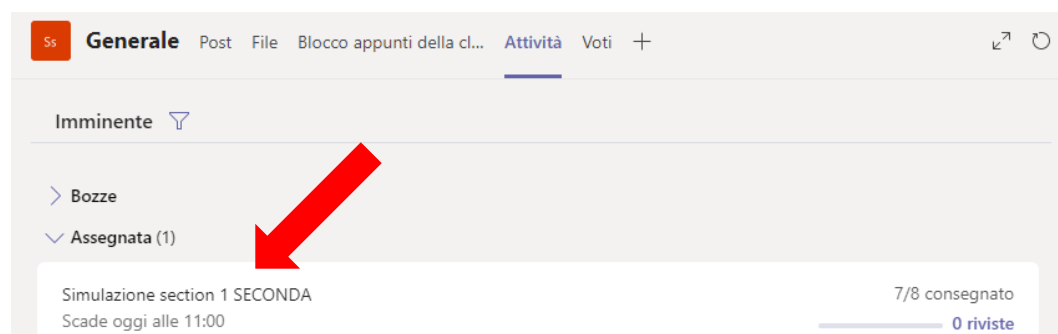 Ss Generale Post File Blocco appunti della cl... Attività Voti
Imminente
Bozze
Assegnata (1)
Simulazione section 1 SECONDA 7/8 consegnato
Scade oggi alle 11:00 0 riviste